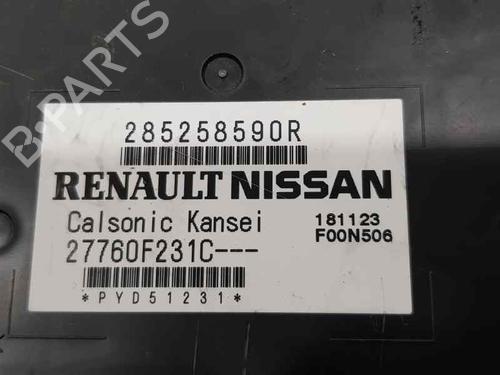 B-PARTS
285258590R
RENAULT NISSAN
Calsonic Kansei 181123
27760F231C--- F00N506
*PYD51231*